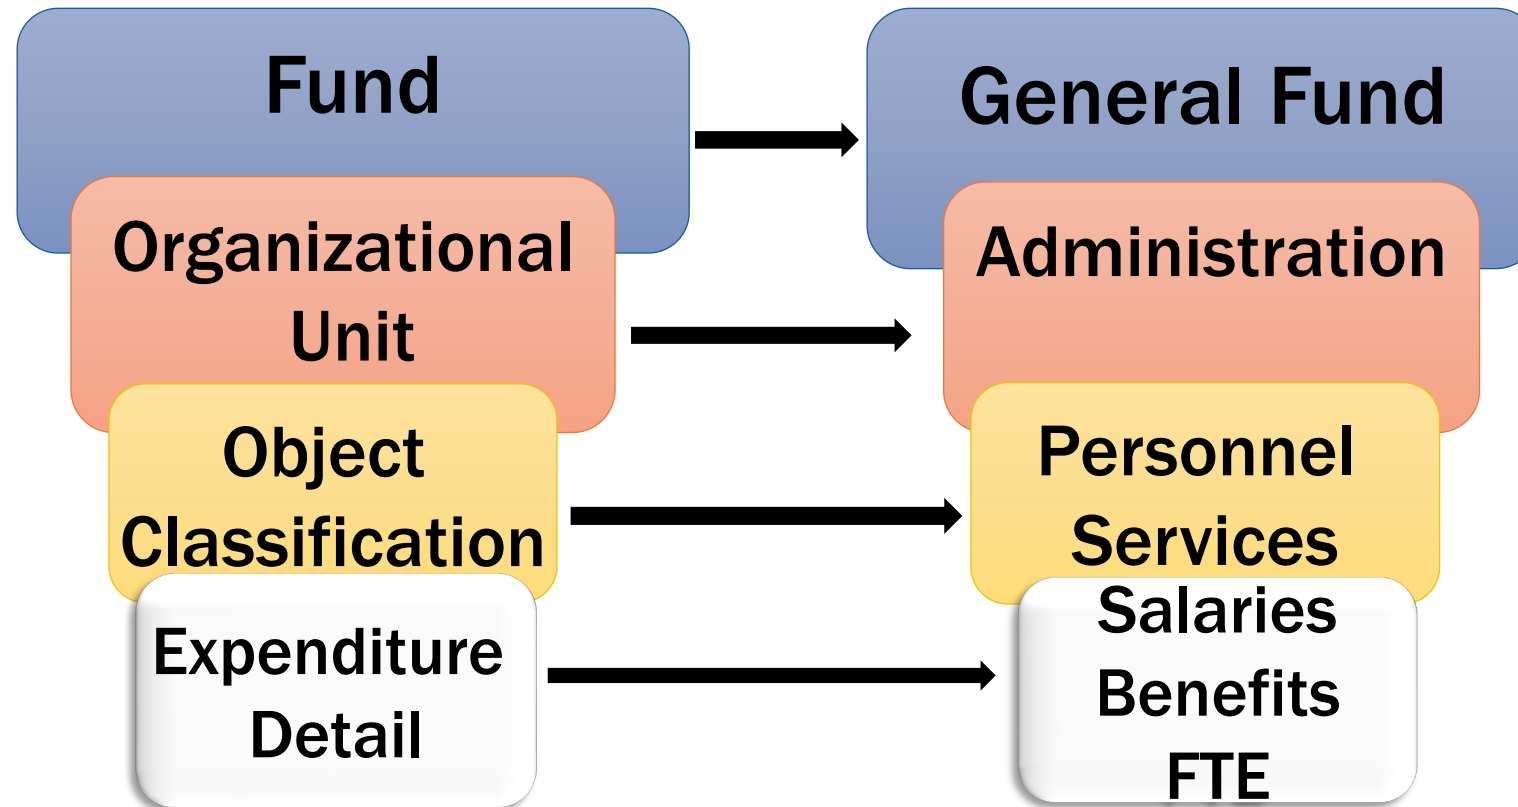 Fund
Organizational
Unit
Object
Classification
Expenditure
Detail
General Fund
Administration
Personnel
Services
Salaries
Benefits
FTE